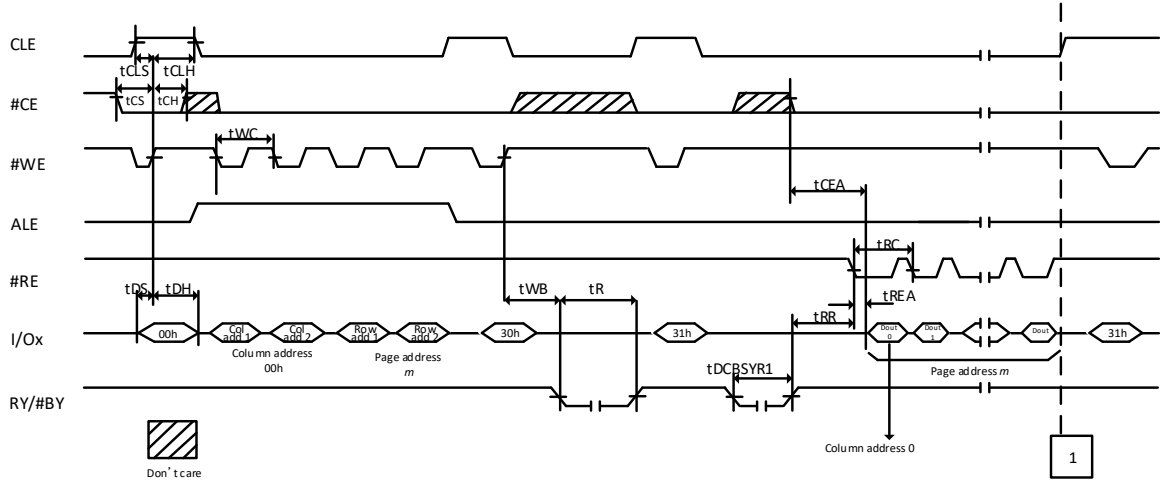 CLE
tCLS tCLH
#CE
tCS tCH
tWC
#WE
tCEA
ALE
tRC
#RE
tDS tDH
tWB tR
tREA
tRR
I/Ox
00h
Col add 1
Col add 2
Row add 1
Row add 2
30h
31h
Dout 0
Dout 1
Dout
31h
Column address
00h
Page address
m
Page address m
tDCBSYR1
RY/#BY
Column address 0
1
Don't care